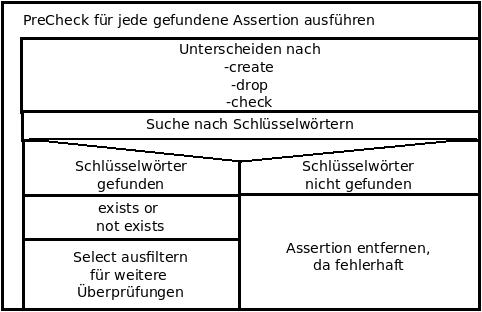 PreCheck für jede gefundene Assertion ausführen
Unterscheiden nach
-create
-drop
-check
Suche nach Schlüsselwörtern
Schlüsselwörter
gefunden
Schlüsselwörter
nicht gefunden
exists or
not exists
Select ausfiltern
für weitere
Überprüfungen
Assertion entfernen,
da fehlerhaft